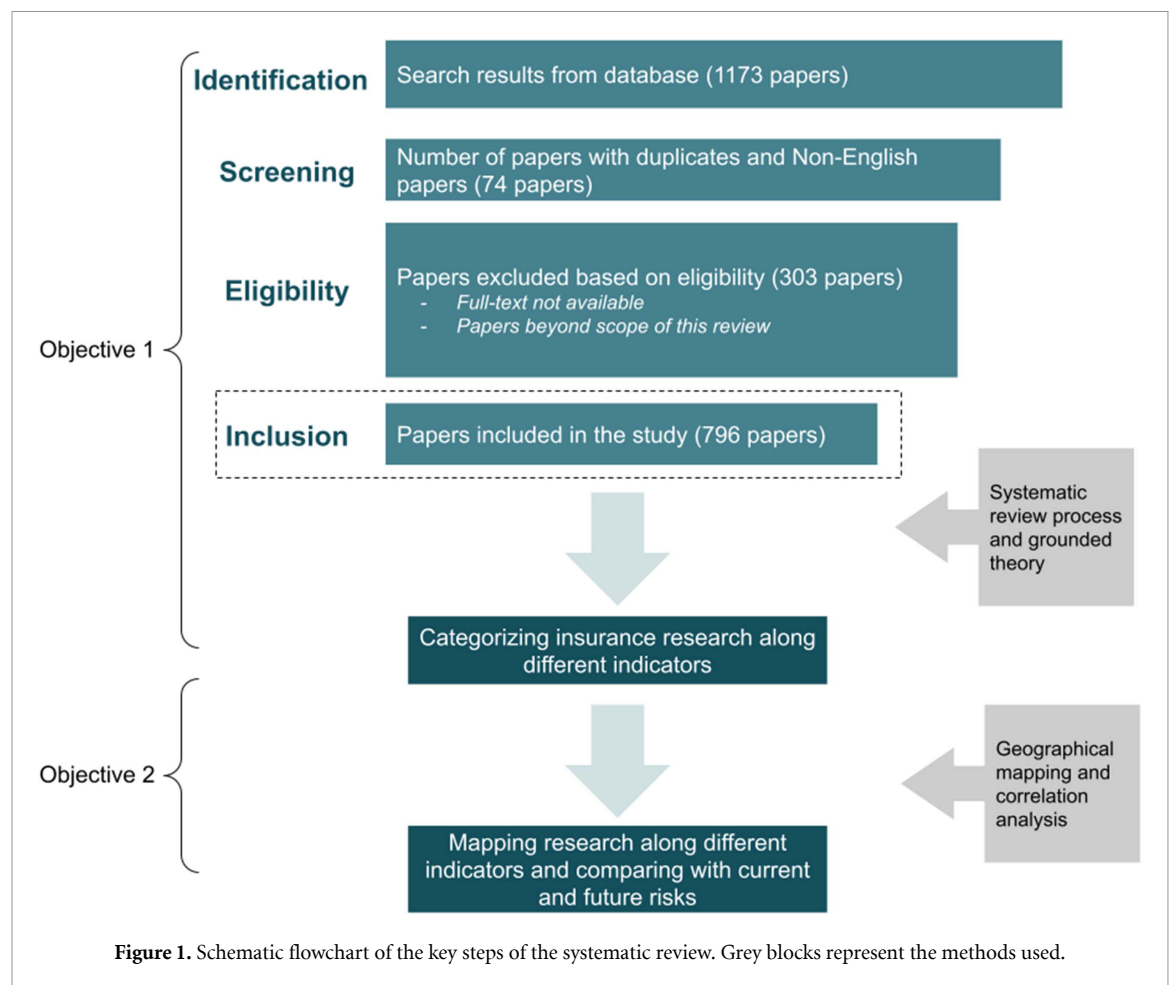 Identification
Search results from database (1173 papers)
Screening
Number of papers with duplicates and Non-English
papers (74 papers)
Eligibility
Papers excluded based on eligibility (303 papers)
- Full-text not available
- Papers beyond scope of this review
Objective 1
Inclusion
Papers included in the study (796 papers)
Systematic
review process
and grounded
theory
Categorizing insurance research along
different indicators
Objective 2
Geographical
mapping and
correlation
analysis
Mapping research along different
indicators and comparing with current
and future risks
Figure 1. Schematic flowchart of the key steps of the systematic review. Grey blocks represent the methods used.